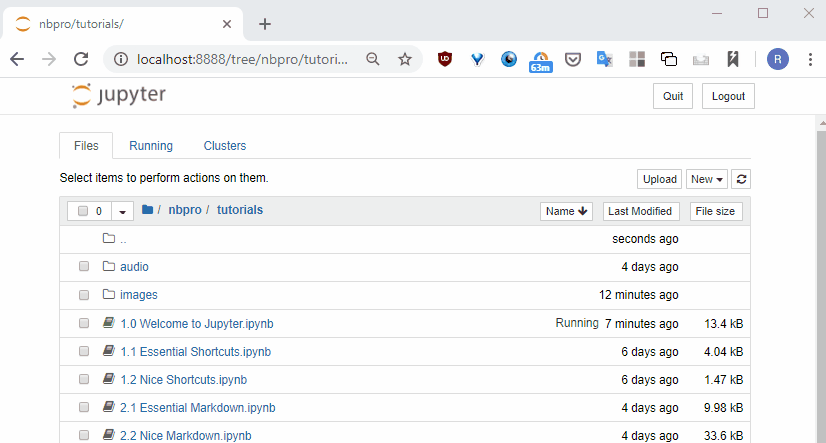 nbpro/tutorials/
localhost:8888/tree/nbpro/tutori...
63m
R
jupyter
Quit
Logout
Files
Running
Clusters
Select items to perform actions on them.
Upload
New
0
/ nbpro / tutorials
Name
Last Modified
File size
..
seconds ago
audio
4 days ago
images
12 minutes ago
1.0 Welcome to Jupyter.ipynb
Running 7 minutes ago
13.4 kB
1.1 Essential Shortcuts.ipynb
6 days ago
4.04 kB
1.2 Nice Shortcuts.ipynb
6 days ago
1.47 kB
2.1 Essential Markdown.ipynb
4 days ago
9.98 kB
2.2 Nice Markdown.ipynb
4 days ago
33.6 kB